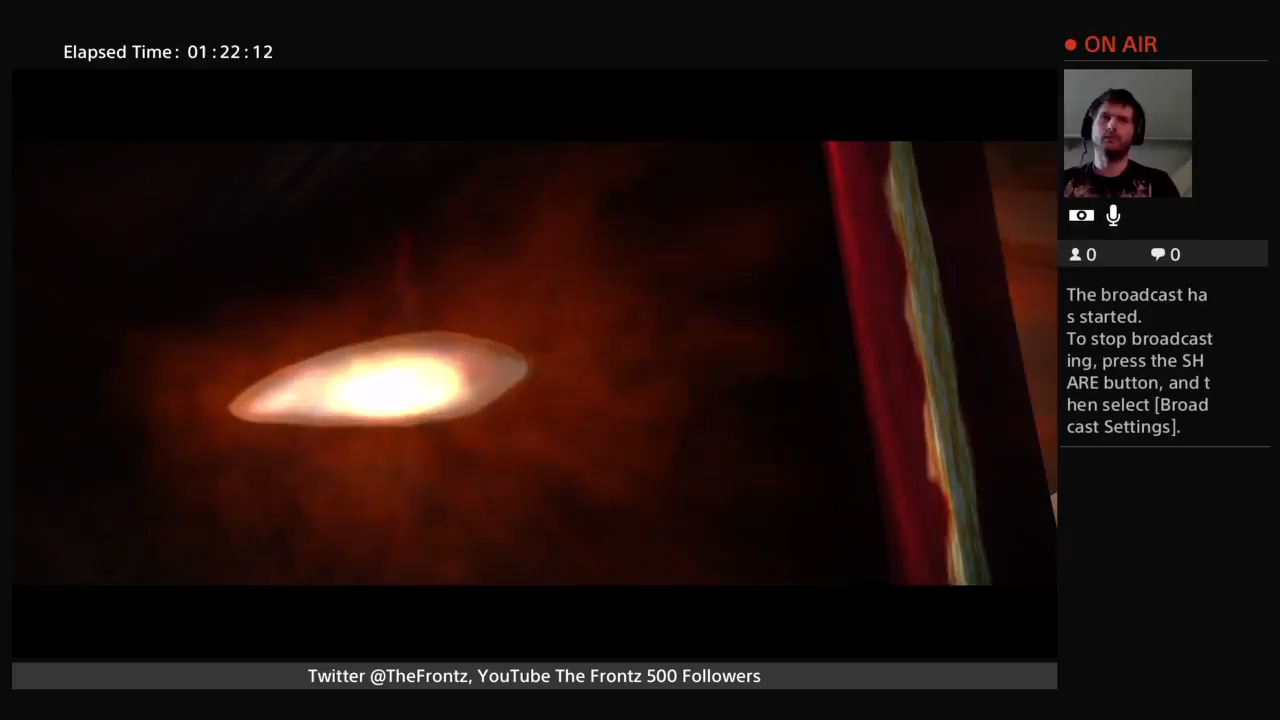 Elapsed Time: 01:22:12
ON AIR
0 0
The broadcast ha
s started.
To stop broadcast
ing, press the SH
ARE button, and t
hen select [Broad
cast Settings].
Twitter @TheFrontz, YouTube The Frontz 500 Followers